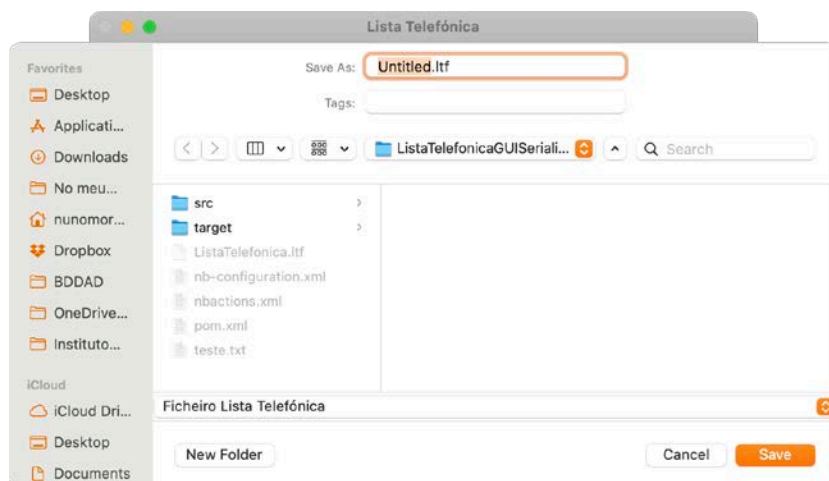 Lista Telefónica
Favorites
Desktop
Applicati...
Downloads
No meu...
nunomor...
Dropbox
BDDAD
OneDrive...
Instituto...
iCloud
iCloud Dri...
Desktop
Documents
Save As: Untitled.ltf
Tags:
ListaTelefonicaGUISeriali...
Search
src
target
ListaTelefonica.ltf
nb-configuration.xml
nbactions.xml
pom.xml
teste.txt
Ficheiro Lista Telefónica
New Folder
Cancel
Save